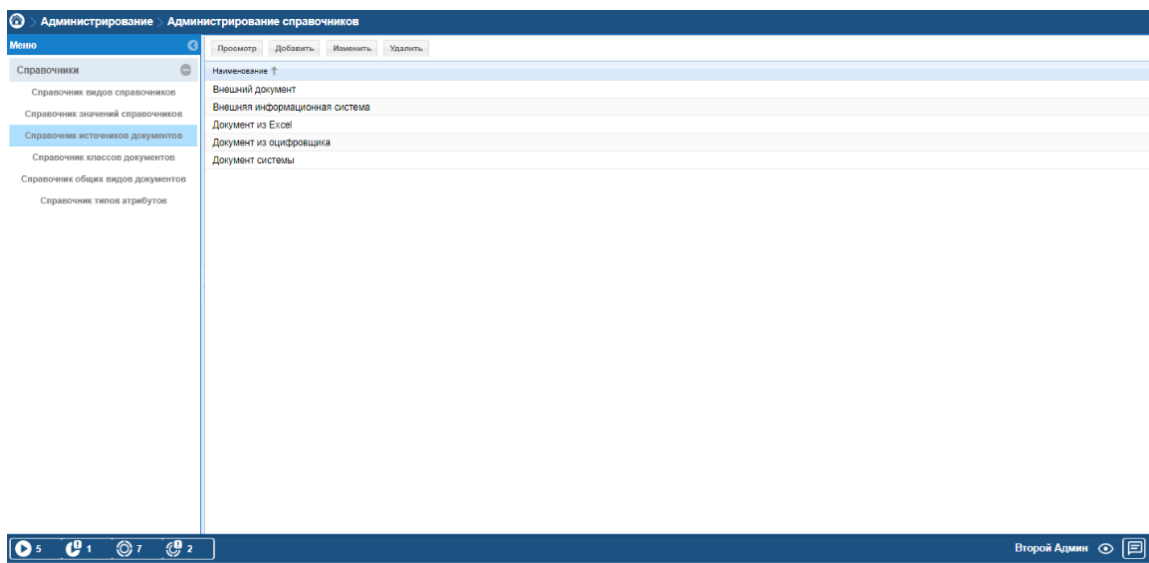 Администрирование > Администрирование справочников
Меню
Просмотр Добавить Изменить Удалить
Справочники
Наименование ↑
Справочник видов справочников
Справочник значений справочников
Справочник источников документов
Справочник классов документов
Справочник общих видов документов
Справочник типов атрибутов
Внешний документ
Внешняя информационная система
Документ из Excel
Документ из оцифровщика
Документ системы
5 1 7 2
Второй Админ